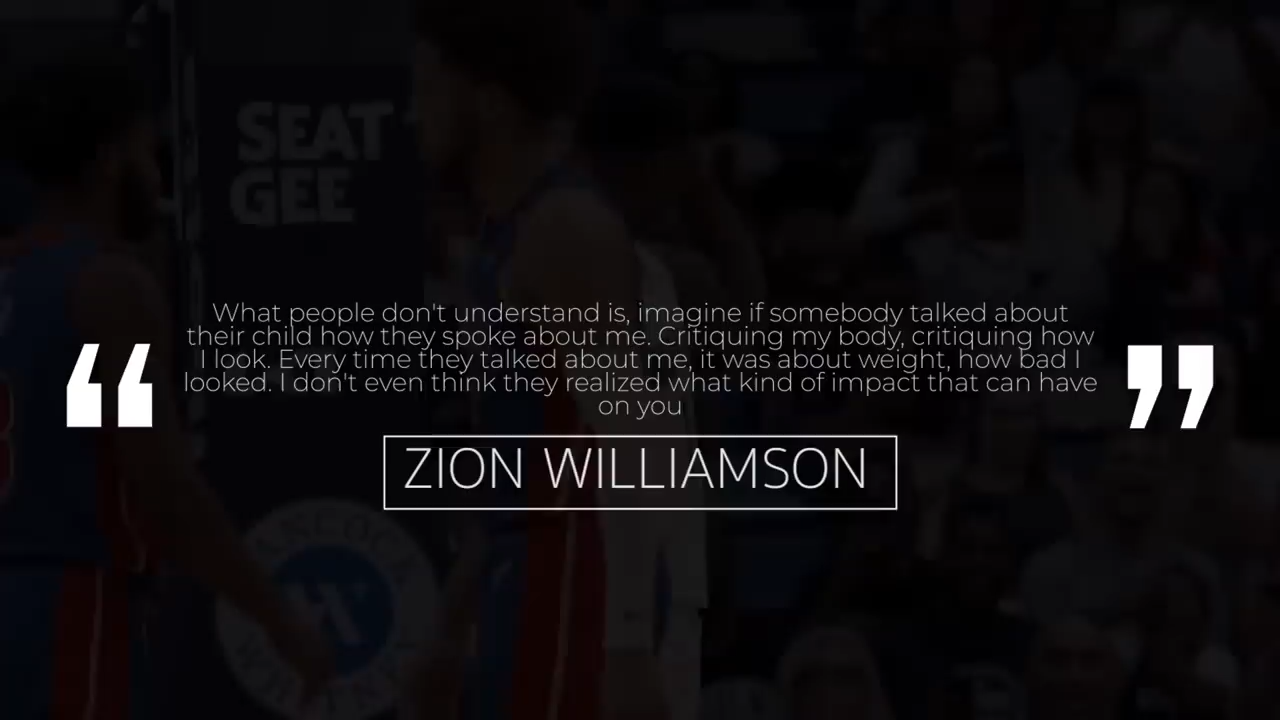 SEAT
GEE
What people don't understand is, imagine if somebody talked about
their child how they spoke about me. Critiquing my body, critiquing how
I look. Every time they talked about me, it was about weight, how bad I
looked. I don't even think they realized what kind of impact that can have
on you
“ ”
ZION WILLIAMSON